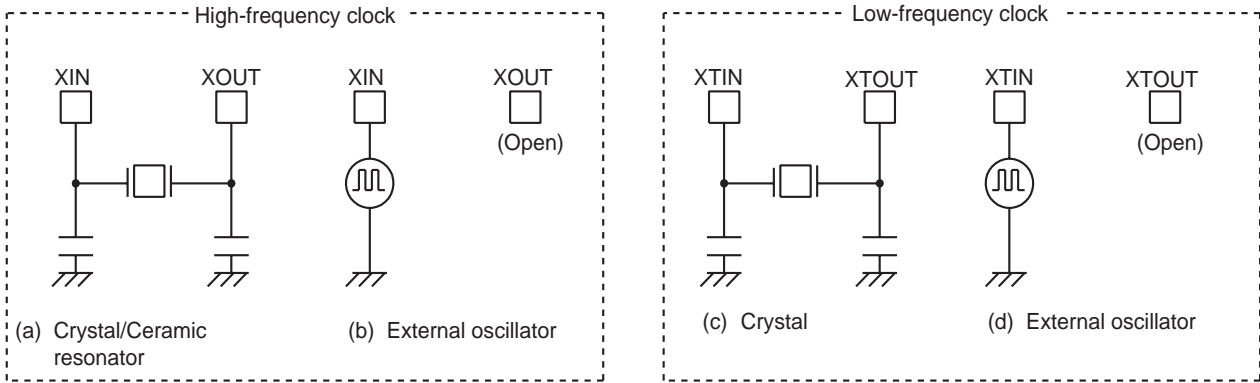 High-frequency clock
XIN XOUT XIN XOUT
(Open)
(a) Crystal/Ceramic
resonator
(b) External oscillator
Low-frequency clock
XTIN XTOUT XTIN XTOUT
(Open)
(c) Crystal
(d) External oscillator